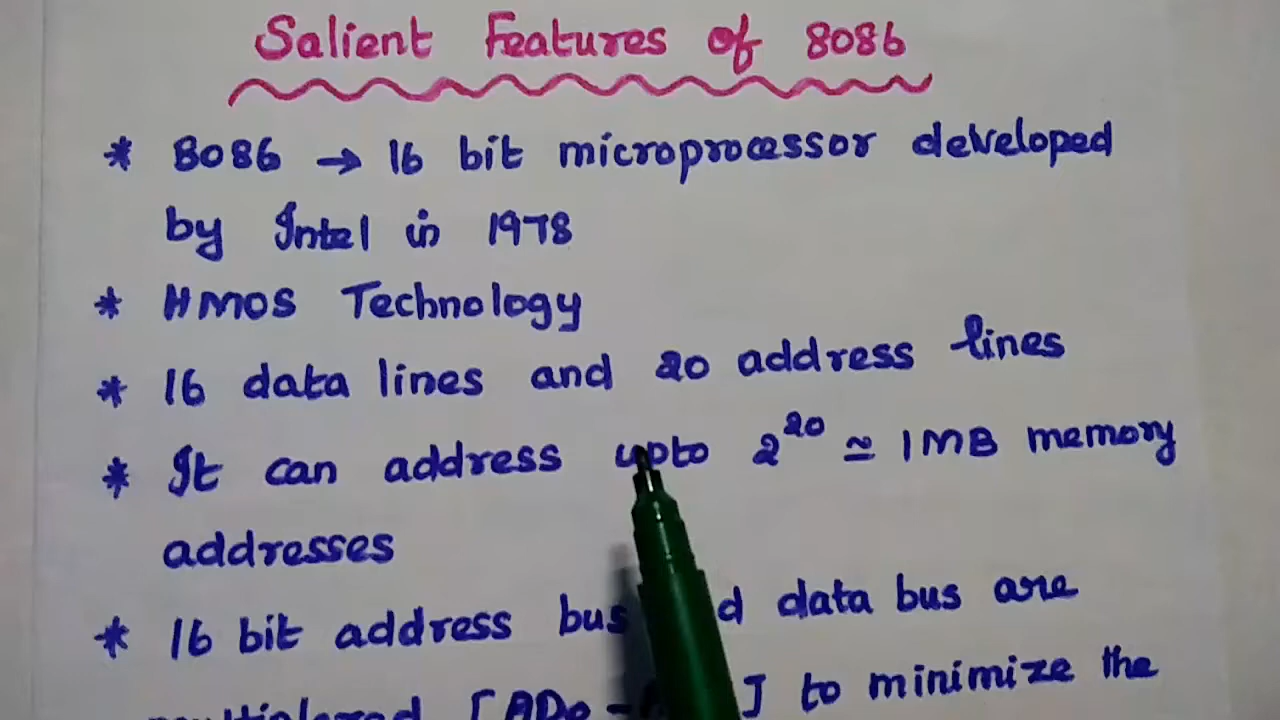 Salient Features of 8086
* 8086 → 16 bit microprocessor developed
by Intel in 1978
* HMOS Technology
* 16 data lines and 20 address lines
* It can address upto 2^20 ≃ 1MB memory
addresses
* 16 bit address bus data bus are
] to minimize the